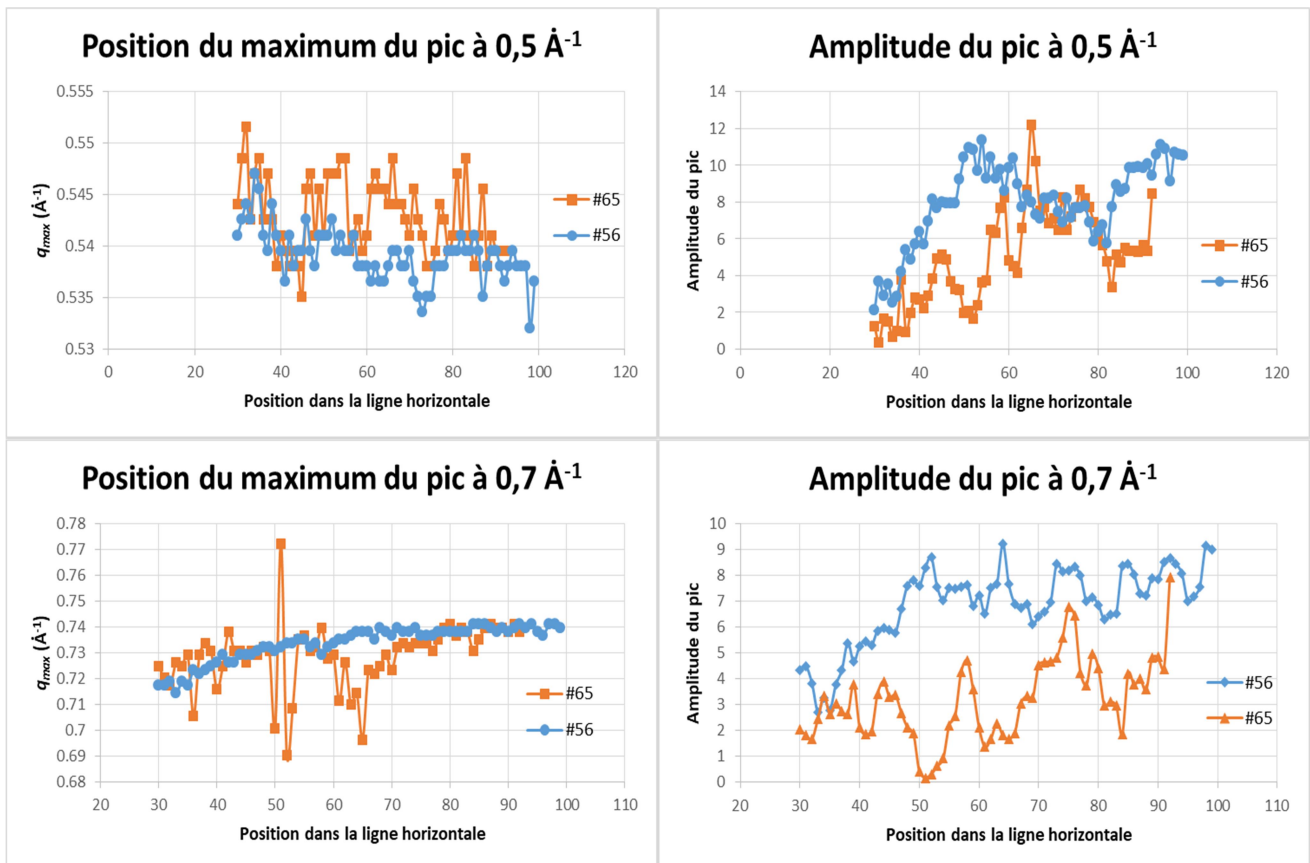 Position du maximum du pic à 0,5 Å-1
0.555
0.55
0.545
0.54
0.535
0.53
qmax (Å-1)
0 20 40 60 80 100 120
Position dans la ligne horizontale
#65
#56
Amplitude du pic à 0,5 Å-1
14
12
10
8
6
4
2
0
Amplitude du pic
0 20 40 60 80 100 120
Position dans la ligne horizontale
#65
#56
Position du maximum du pic à 0,7 Å-1
0.78
0.77
0.76
0.75
0.74
0.73
0.72
0.71
0.7
0.69
0.68
qmax (Å-1)
20 30 40 50 60 70 80 90 100 110
Position dans la ligne horizontale
#65
#56
Amplitude du pic à 0,7 Å-1
10
9
8
7
6
5
4
3
2
1
0
Amplitude du pic
20 30 40 50 60 70 80 90 100 110
Position dans la ligne horizontale
#56
#65